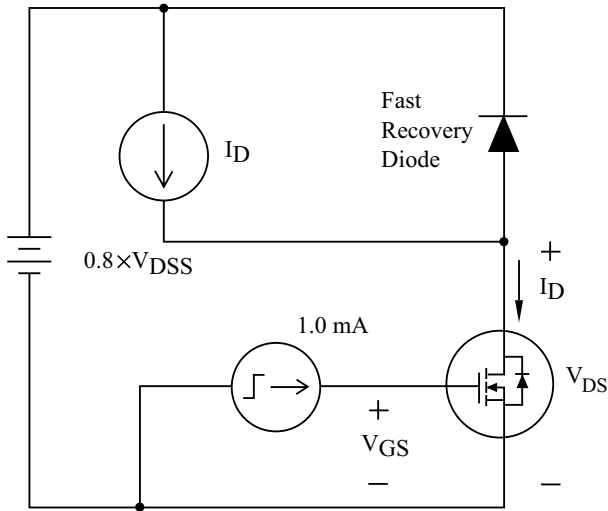 Fast
Recovery
Diode
I_D
0.8×V_DSS
+
I_D
1.0 mA
+
V_GS
−
V_DS
−